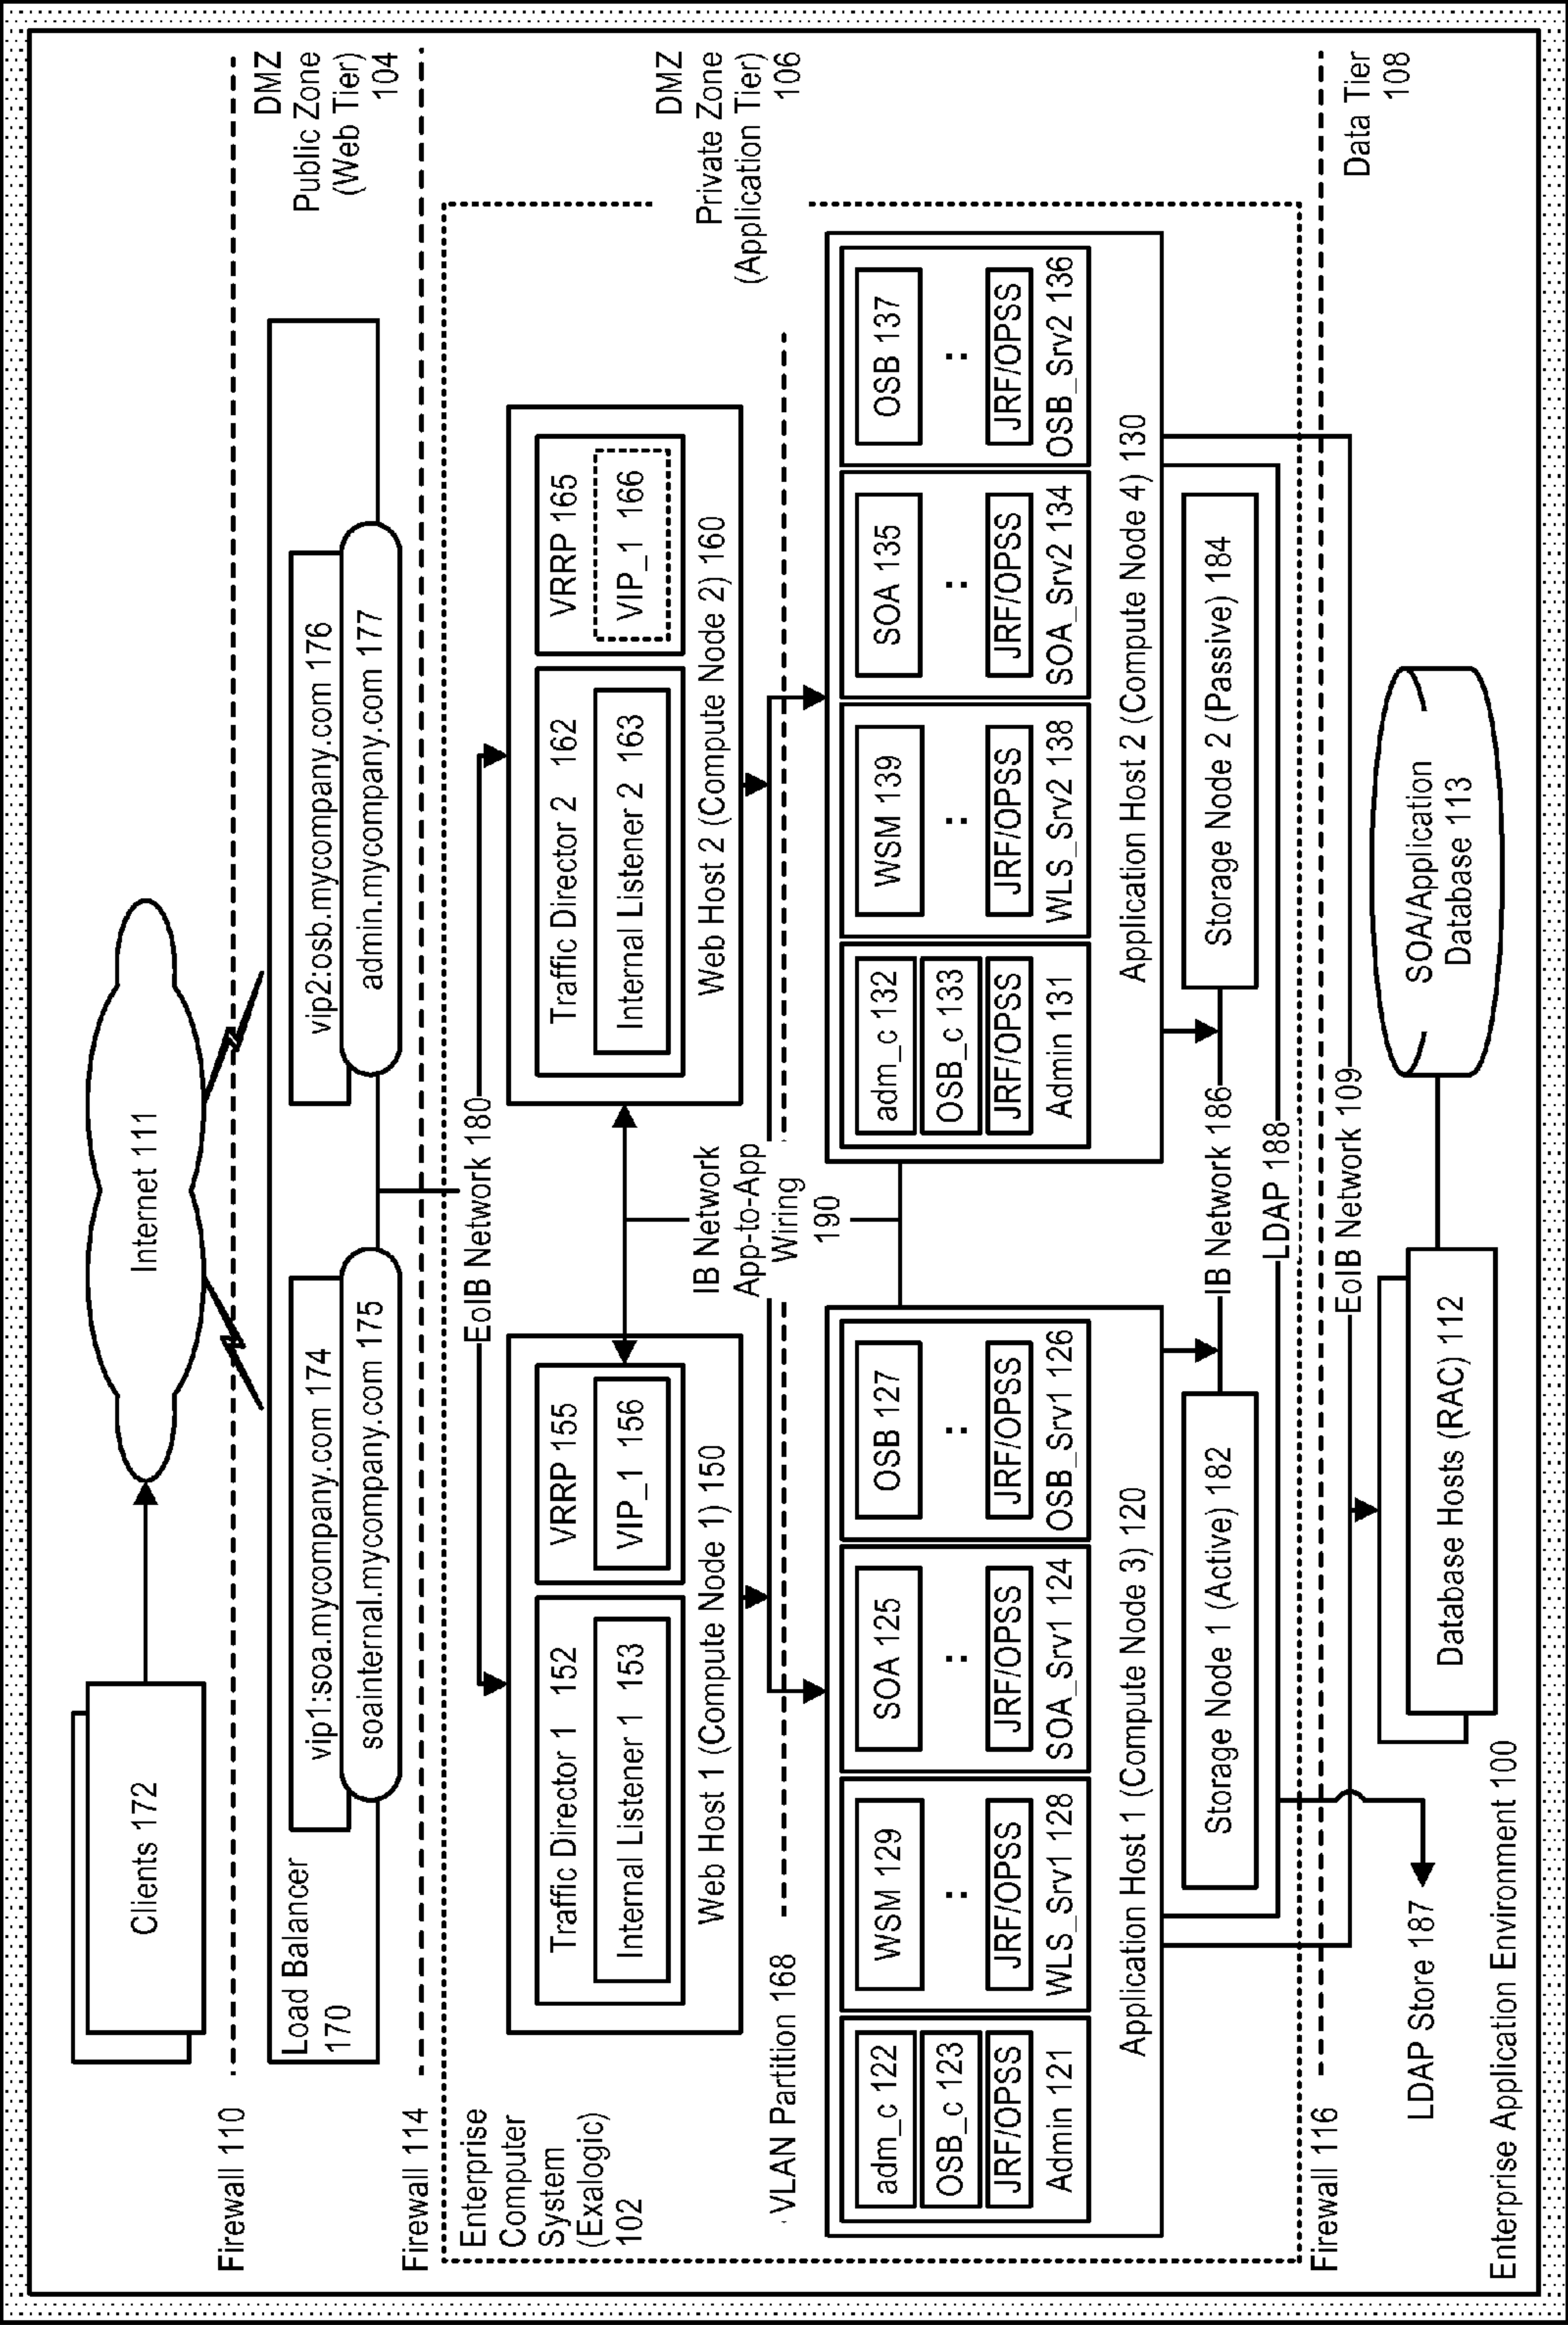 Clients 172
Internet 111
Firewall 110
DMZ
Public Zone
(Web Tier)
104
Load Balancer
170
vip1:soa.mycompany.com 174
soainternal.mycompany.com 175
vip2:osb.mycompany.com 176
admin.mycompany.com 177
Firewall 114
Enterprise
Computer
System
(Exalogic)
102
EoIB Network 180
DMZ
Private Zone
(Application Tier)
106
Traffic Director 1 152
Internal Listener 1 153
VRRP 155
VIP_1 156
Web Host 1 (Compute Node 1) 150
Traffic Director 2 162
Internal Listener 2 163
VRRP 165
VIP_1 166
Web Host 2 (Compute Node 2) 160
IB Network
App-to-App
Wiring
190
VLAN Partition 168
adm_c 122
OSB_c 123
JRF/OPSS
Admin 121
WSM 129
:
JRF/OPSS
WLS_Srv1 128
SOA 125
:
JRF/OPSS
SOA_Srv1 124
OSB 127
:
JRF/OPSS
OSB_Srv1 126
Application Host 1 (Compute Node 3) 120
adm_c 132
OSB_c 133
JRF/OPSS
Admin 131
WSM 139
:
JRF/OPSS
WLS_Srv2 138
SOA 135
:
JRF/OPSS
SOA_Srv2 134
OSB 137
:
JRF/OPSS
OSB_Srv2 136
Application Host 2 (Compute Node 4) 130
Storage Node 1 (Active) 182
IB Network 186
Storage Node 2 (Passive) 184
LDAP 188
Firewall 116
Data Tier
108
EoIB Network 109
LDAP Store 187
Database Hosts (RAC) 112
SOA/Application
Database 113
Enterprise Application Environment 100